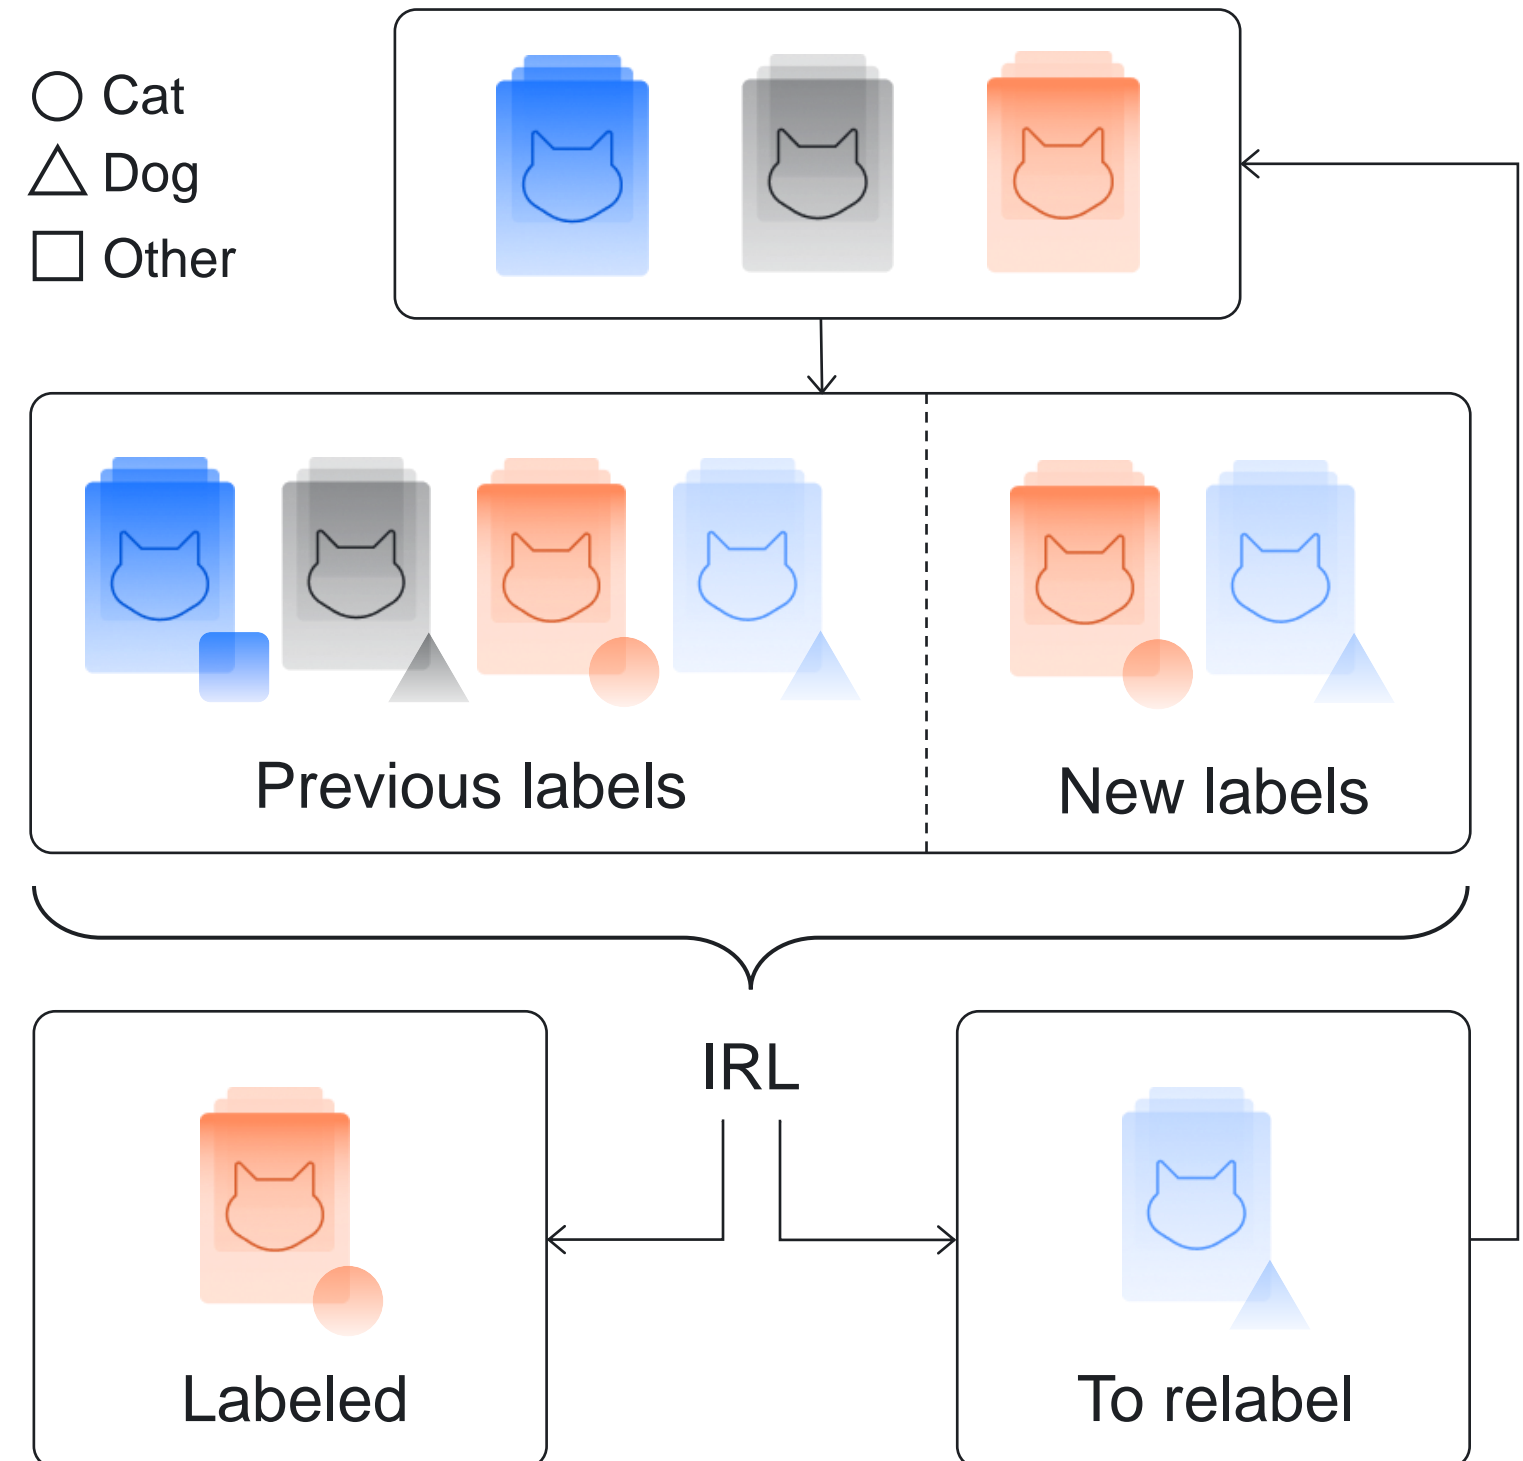 Cat
Dog
Other
Previous labels
New labels
IRL
Labeled
To relabel